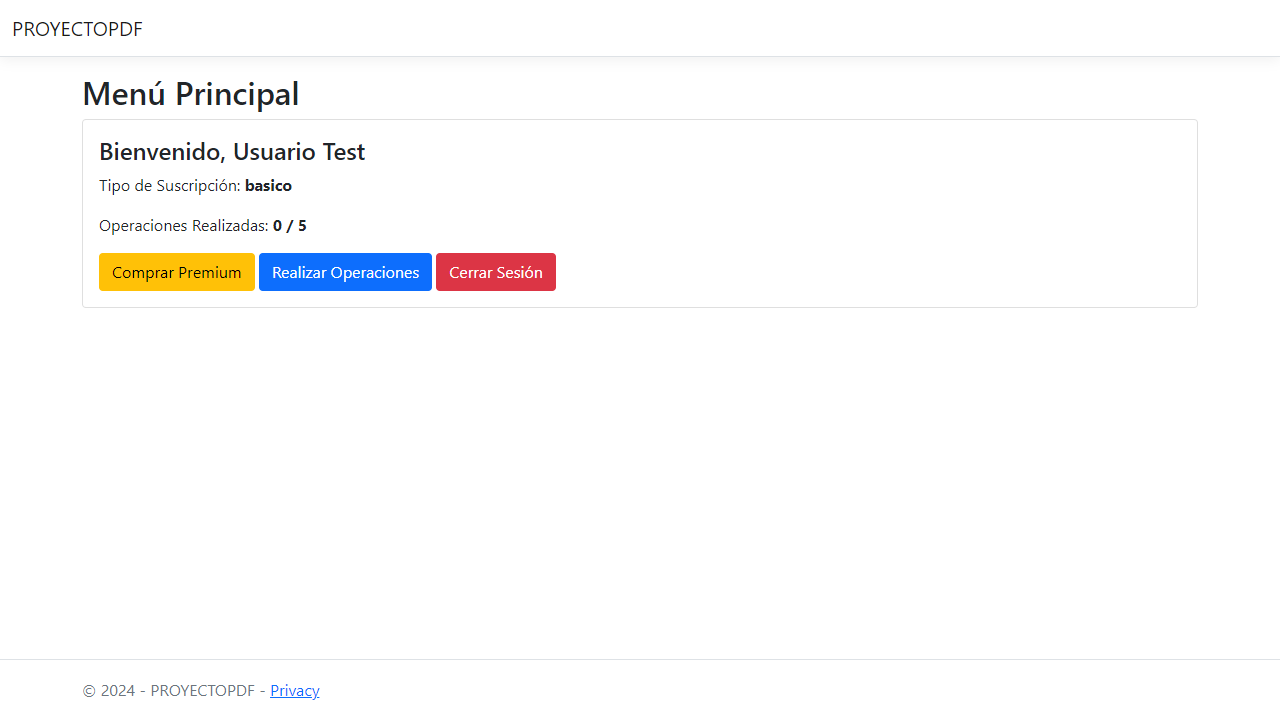 PROYECTOPDF
Menú Principal
Bienvenido, Usuario Test
Tipo de Suscripción: basico
Operaciones Realizadas: 0 / 5
Comprar Premium Realizar Operaciones Cerrar Sesión
© 2024 - PROYECTOPDF - Privacy